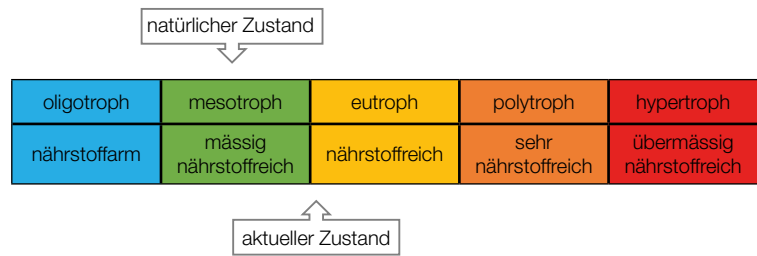 natürlicher Zustand
oligotroph mesotroph eutroph polytroph hypertroph
nährstoffarm mässig nährstoffreich nährstoffreich sehr nährstoffreich übermässig nährstoffreich
aktueller Zustand